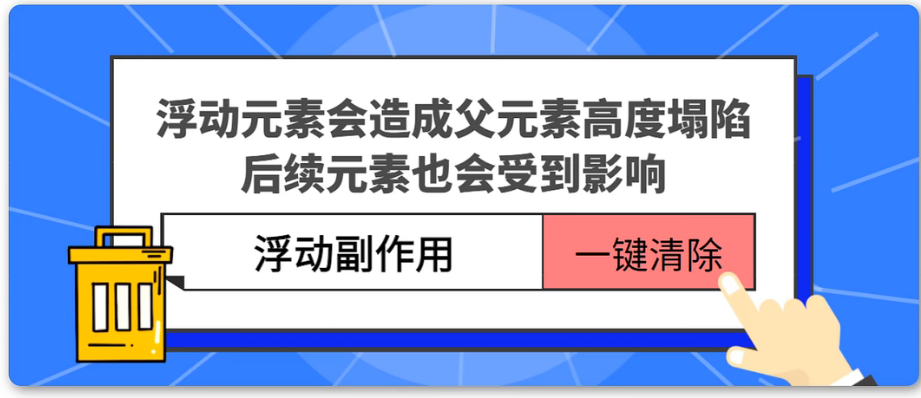 浮动元素会造成父元素高度塌陷
后续元素也会受到影响
浮动副作用
一键清除